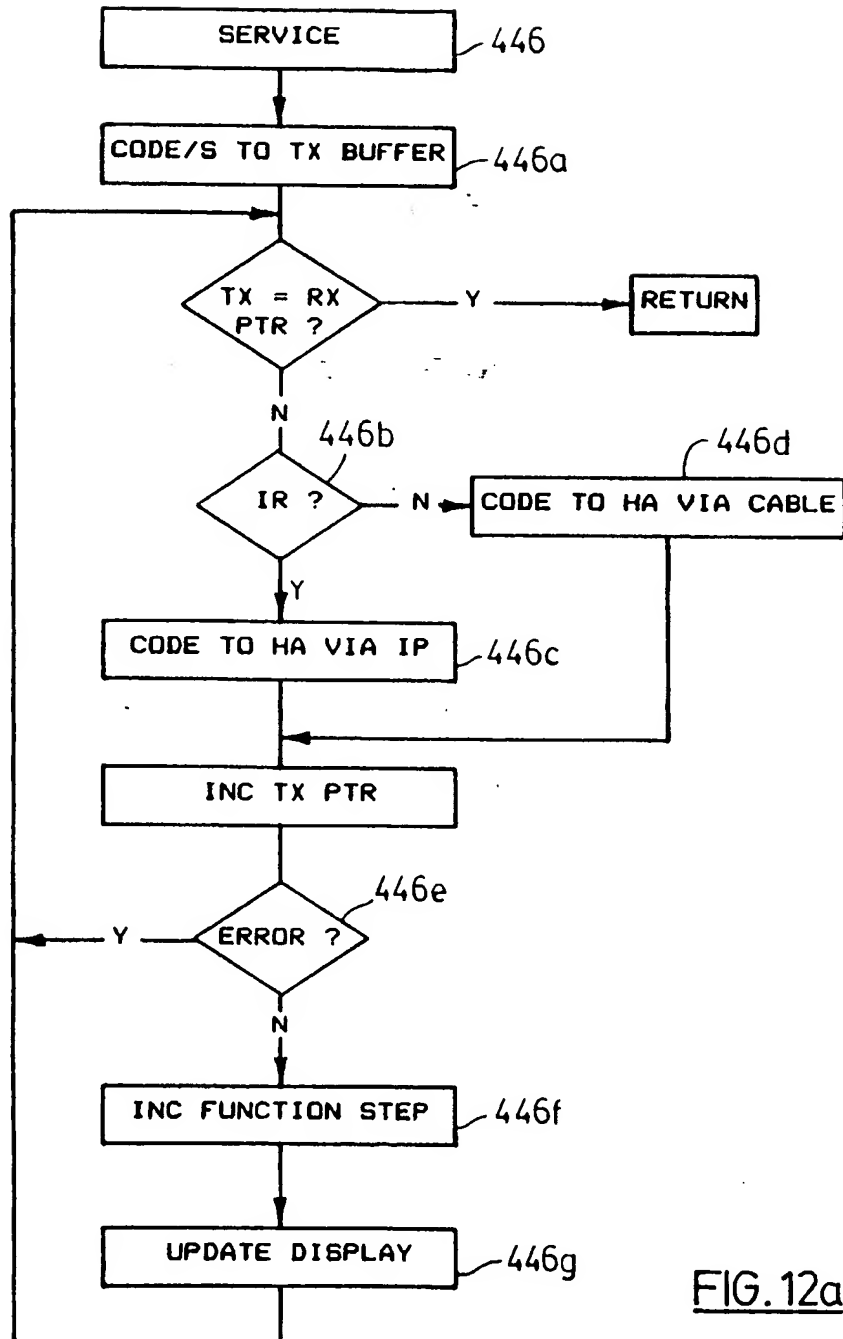 SERVICE
446
CODE/S TO TX BUFFER
446a
TX = RX
PTR ?
Y
RETURN
N
446b
446d
IR ?
N
CODE TO HA VIA CABLE
Y
CODE TO HA VIA IP
446c
INC TX PTR
446e
Y
ERROR ?
N
INC FUNCTION STEP
446f
UPDATE DISPLAY
446g
FIG. 12a